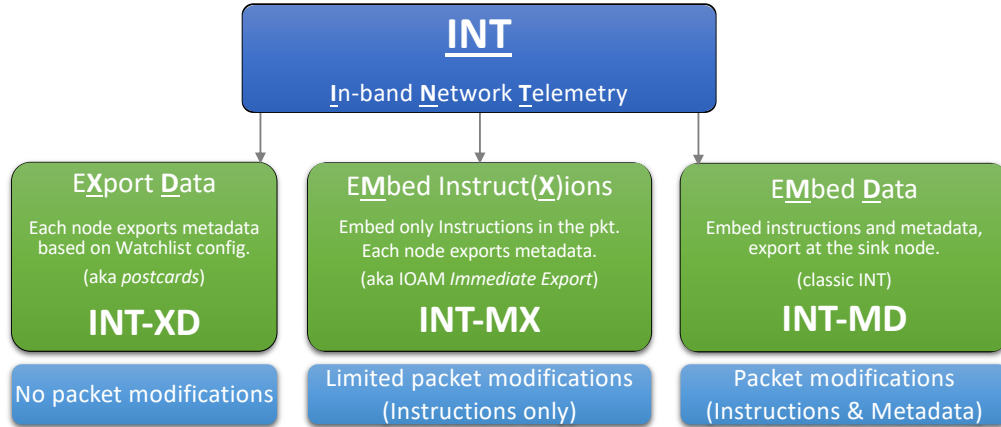 INT
In-band Network Telemetry
EXport Data
Each node exports metadata
based on Watchlist config.
(aka postcards)
INT-XD
No packet modifications
EMbed Instruct(X)ions
Embed only Instructions in the pkt.
Each node exports metadata.
(aka IOAM Immediate Export)
INT-MX
Limited packet modifications
(Instructions only)
EMbed Data
Embed instructions and metadata,
export at the sink node.
(classic INT)
INT-MD
Packet modifications
(Instructions & Metadata)